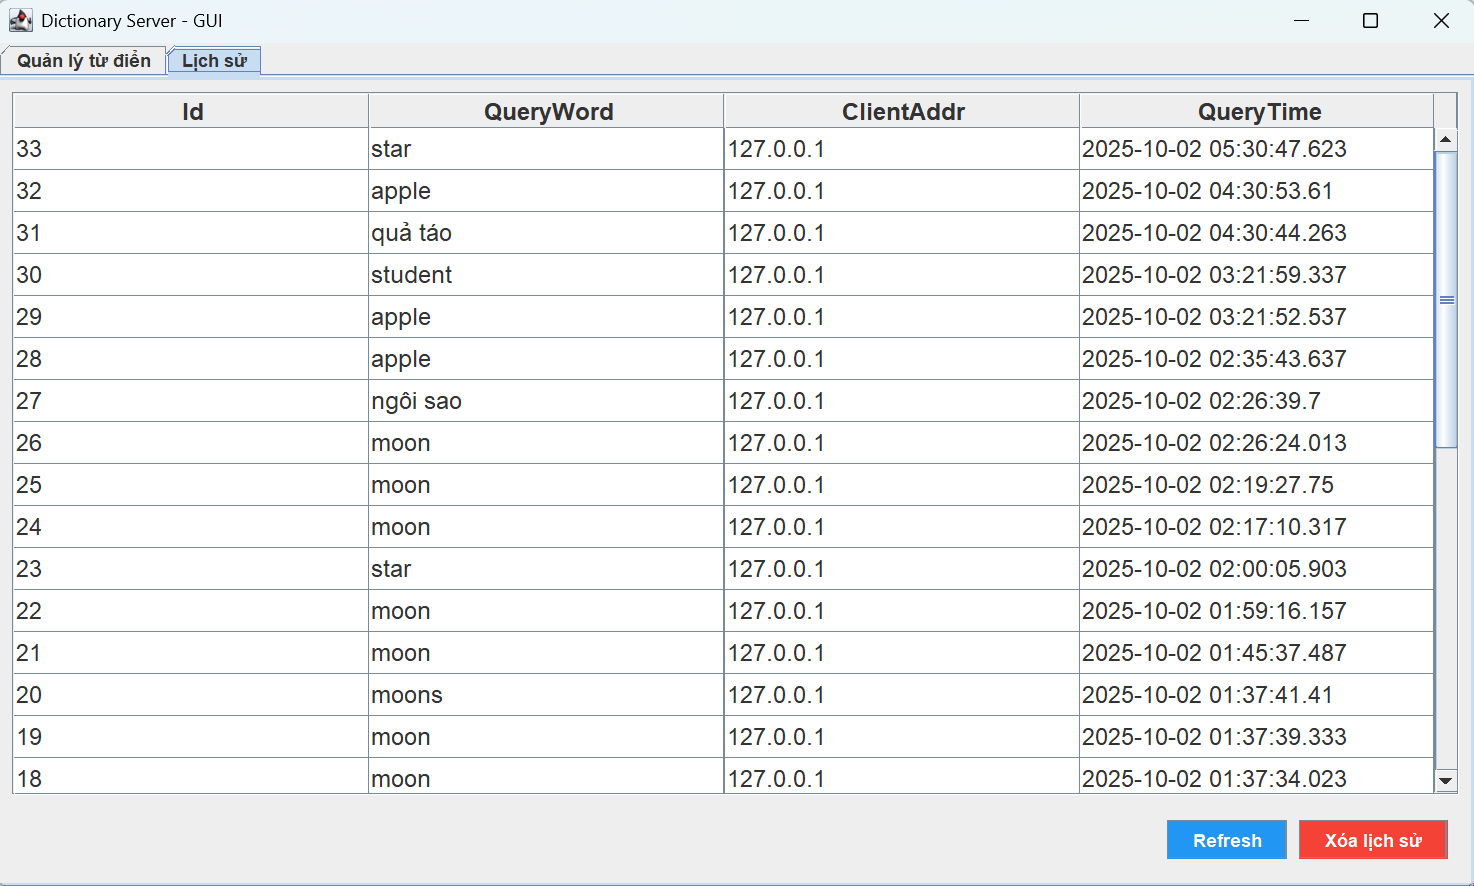 Dictionary Server - GUI
Quản lý từ điển Lịch sử
Id QueryWord ClientAddr QueryTime
33 star 127.0.0.1 2025-10-02 05:30:47.623
32 apple 127.0.0.1 2025-10-02 04:30:53.61
31 quả táo 127.0.0.1 2025-10-02 04:30:44.263
30 student 127.0.0.1 2025-10-02 03:21:59.337
29 apple 127.0.0.1 2025-10-02 03:21:52.537
28 apple 127.0.0.1 2025-10-02 02:35:43.637
27 ngôi sao 127.0.0.1 2025-10-02 02:26:39.7
26 moon 127.0.0.1 2025-10-02 02:26:24.013
25 moon 127.0.0.1 2025-10-02 02:19:27.75
24 moon 127.0.0.1 2025-10-02 02:17:10.317
23 star 127.0.0.1 2025-10-02 02:00:05.903
22 moon 127.0.0.1 2025-10-02 01:59:16.157
21 moon 127.0.0.1 2025-10-02 01:45:37.487
20 moons 127.0.0.1 2025-10-02 01:37:41.41
19 moon 127.0.0.1 2025-10-02 01:37:39.333
18 moon 127.0.0.1 2025-10-02 01:37:34.023
Refresh Xóa lịch sử